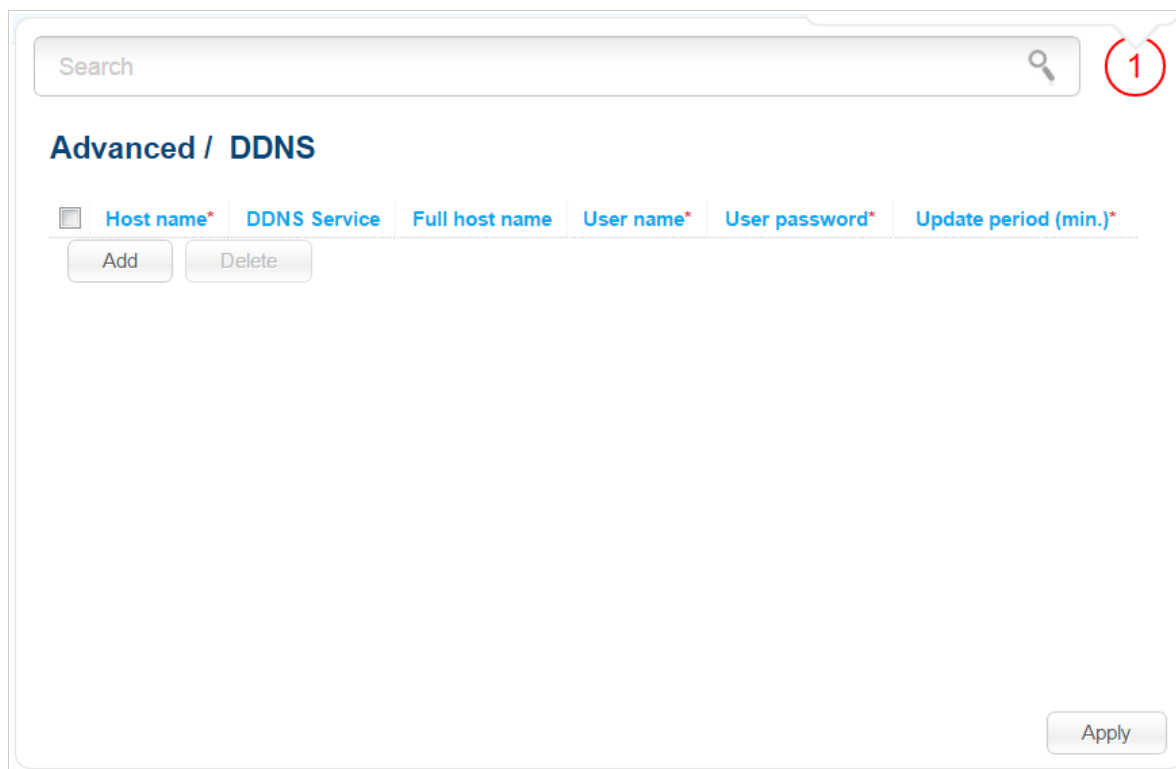 Search
1
Advanced / DDNS
Host name* DDNS Service Full host name User name* User password* Update period (min.)*
Add Delete
Apply